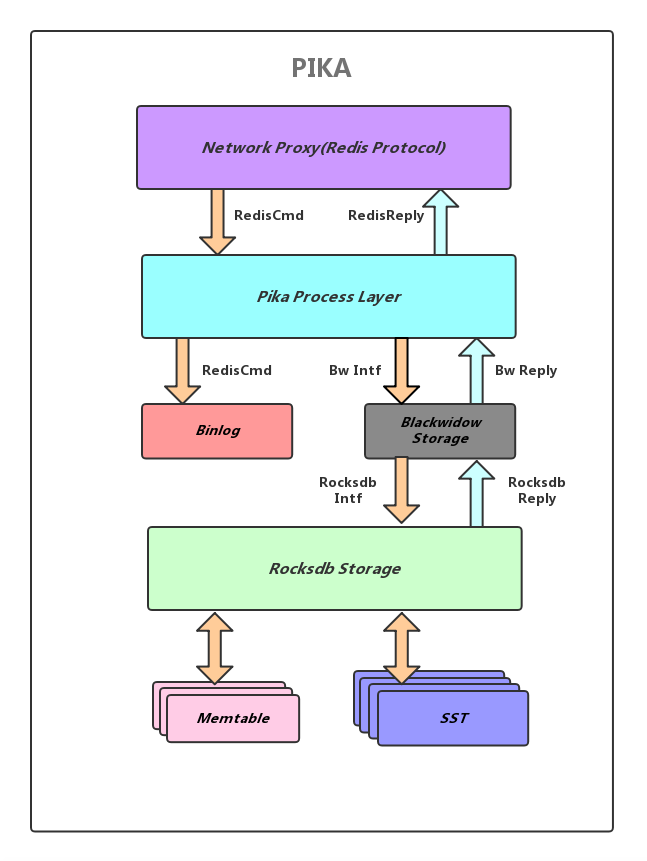 PIKA
Network Proxy(Redis Protocol)
RedisCmd
RedisReply
Pika Process Layer
RedisCmd
Bw Intf
Bw Reply
Binlog
Blackwidow
Storage
Rocksdb
Intf
Rocksdb
Reply
Rocksdb Storage
Memtable
SST